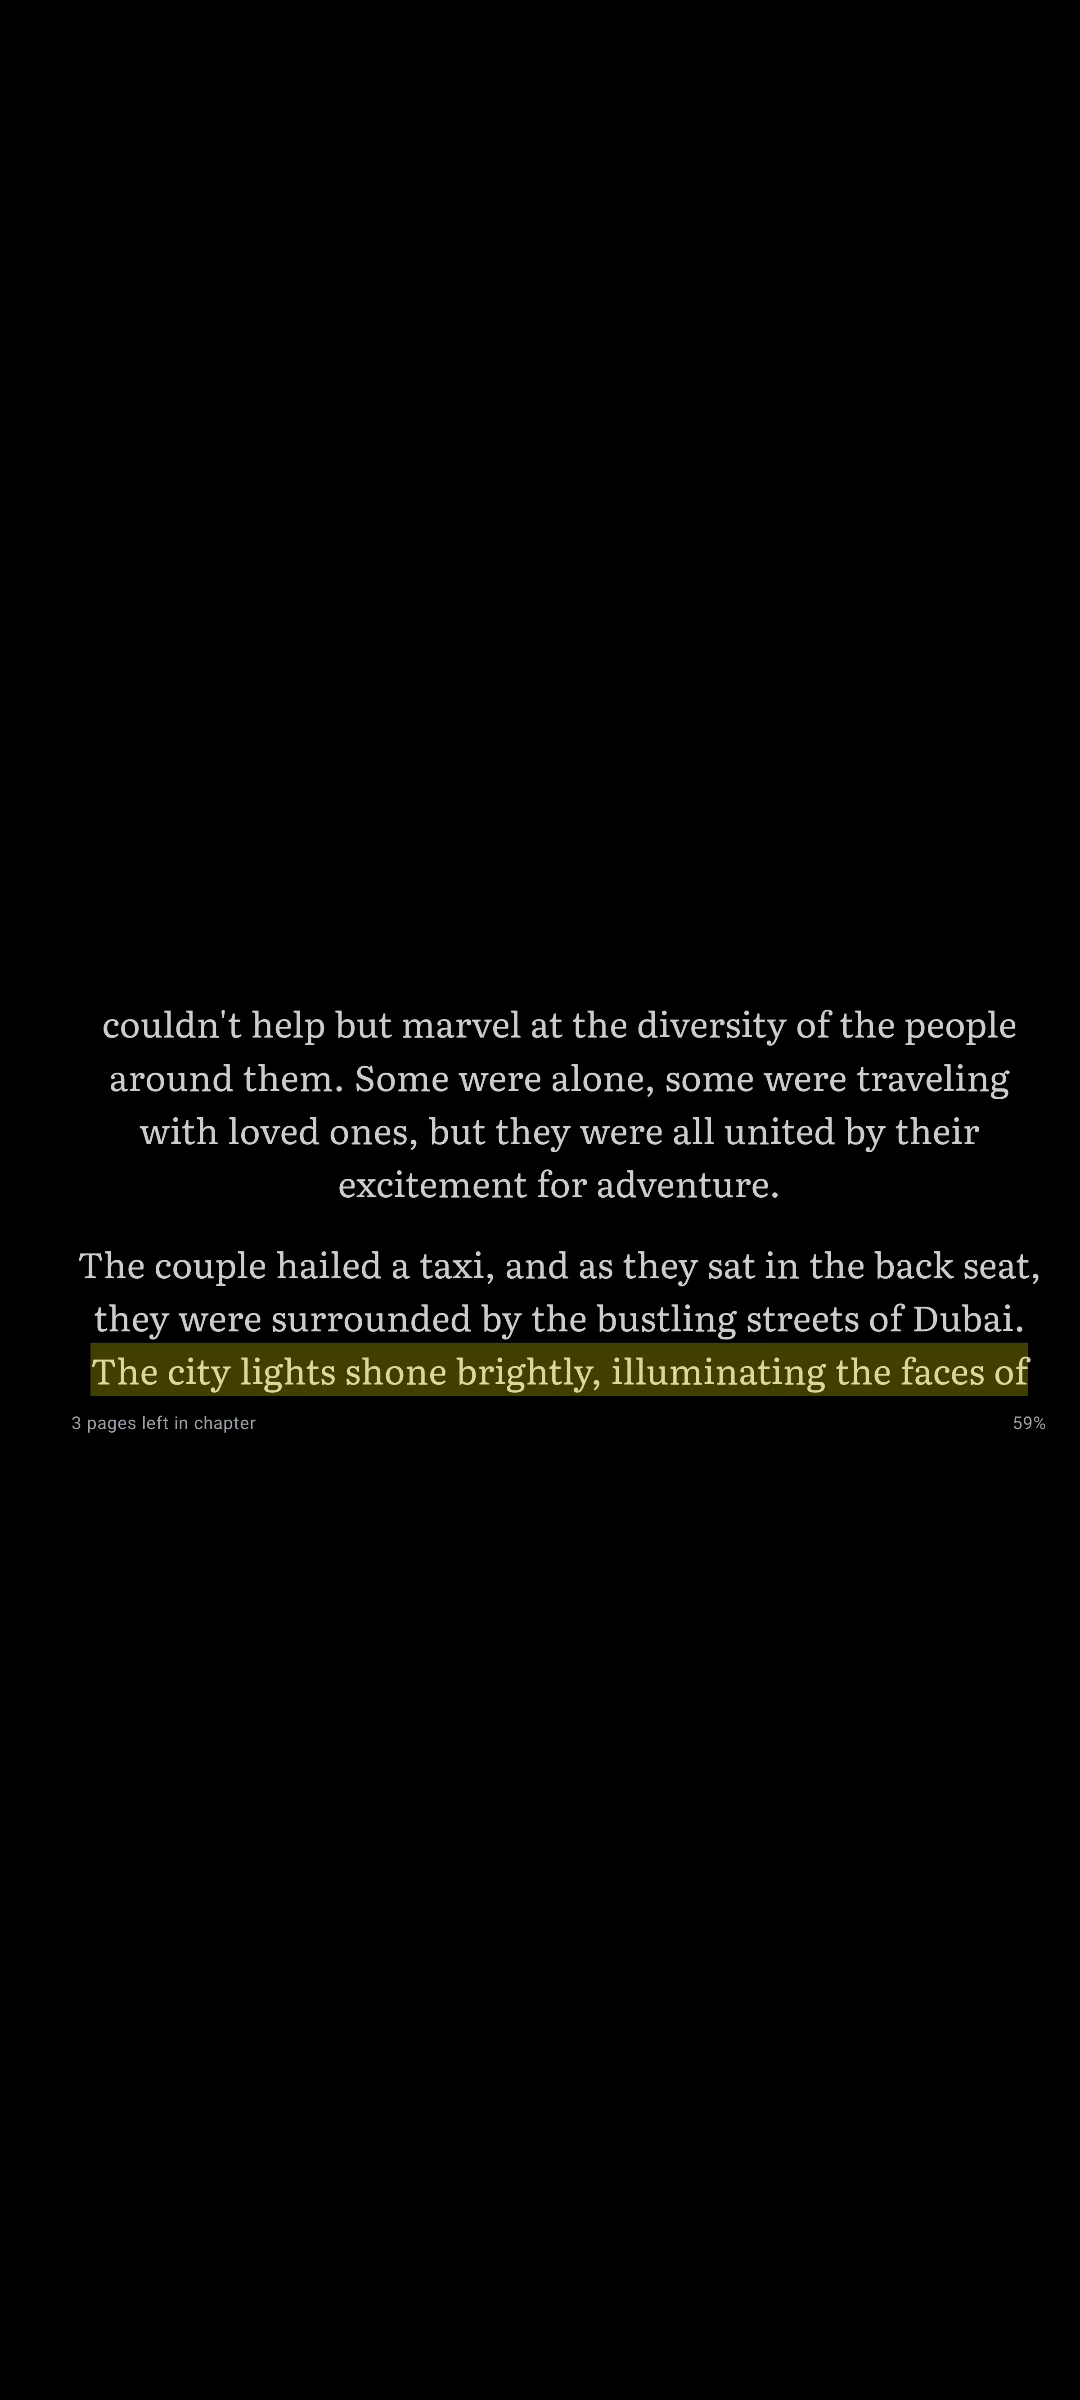 couldn't help but marvel at the diversity of the people
around them. Some were alone, some were traveling
with loved ones, but they were all united by their
excitement for adventure.
The couple hailed a taxi, and as they sat in the back seat,
they were surrounded by the bustling streets of Dubai.
The city lights shone brightly, illuminating the faces of
3 pages left in chapter
59%